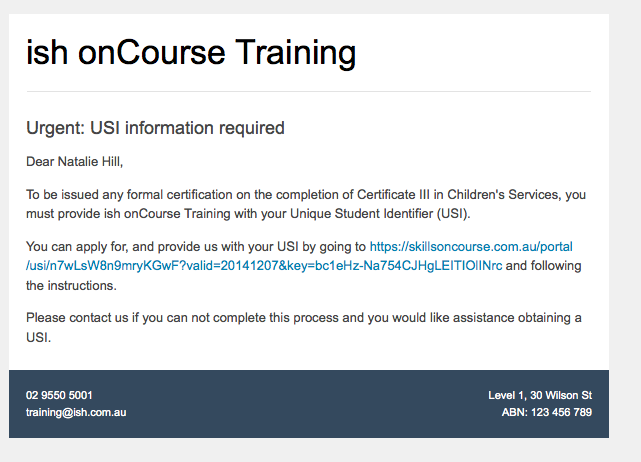 ish onCourse Training
Urgent: USI information required
Dear Natalie Hill,
To be issued any formal certification on the completion of Certificate III in Children's Services, you
must provide ish onCourse Training with your Unique Student Identifier (USI).
You can apply for, and provide us with your USI by going to https://skillsoncourse.com.au/portal
/usi/n7wLsW8n9mryKGwF?valid=20141207&key=bc1eHz-Na754CJHgLEITIOlINrc and following
the instructions.
Please contact us if you can not complete this process and you would like assistance obtaining a
USI.
02 9550 5001
training@ish.com.au
Level 1, 30 Wilson St
ABN: 123 456 789